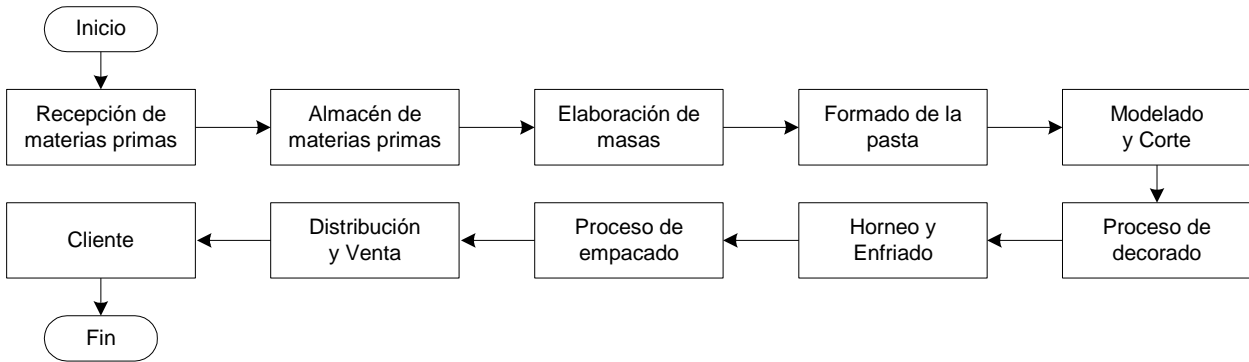 Inicio
Recepción de
materias primas
Almacén de
materias primas
Elaboración de
masas
Formado de la
pasta
Modelado
y Corte
Proceso de
decorado
Horneo y
Enfriado
Proceso de
empacado
Distribución
y Venta
Cliente
Fin